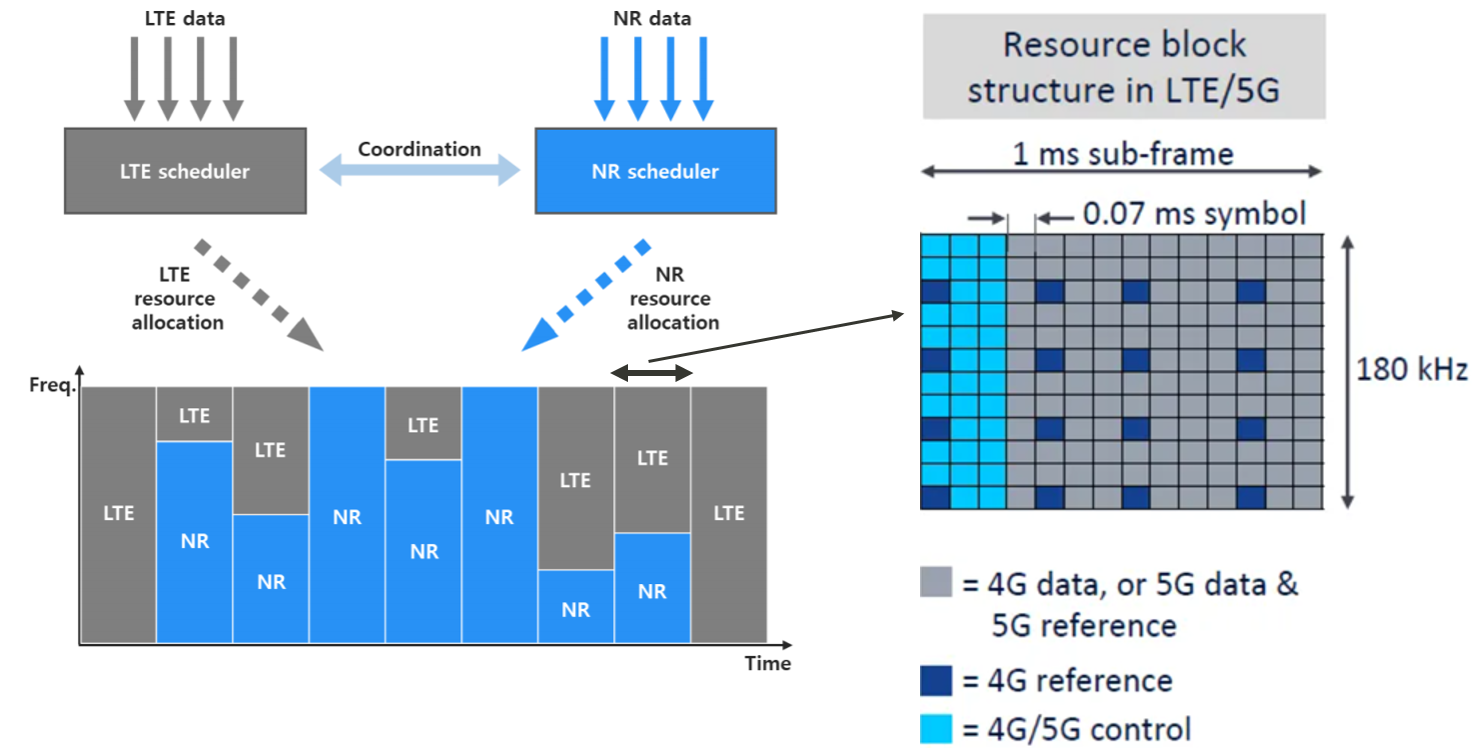 LTE data
NR data
LTE scheduler
Coordination
NR scheduler
LTE
resource
allocation
NR
resource
allocation
Freq.
LTE
LTE
NR
LTE
NR
NR
LTE
NR
NR
LTE
NR
LTE
NR
LTE
Time
Resource block
structure in LTE/5G
1 ms sub-frame
0.07 ms symbol
180 kHz
= 4G data, or 5G data &
5G reference
= 4G reference
= 4G/5G control